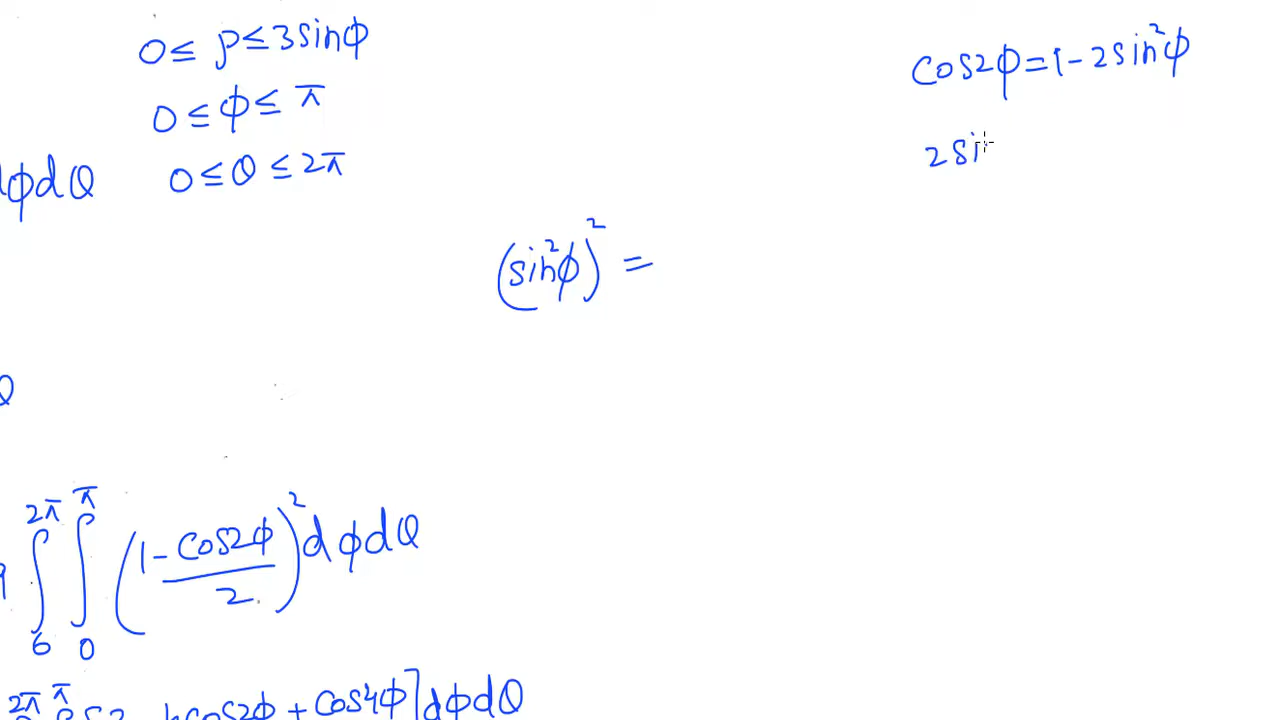 0 ≤ ρ ≤ 3sinϕ
cos2ϕ = 1 - 2sin²ϕ
0 ≤ ϕ ≤ π
2si
ϕdθ 0 ≤ θ ≤ 2π
(sin²ϕ)² =
∫₀^2π ∫₀^π ((1 - cos2ϕ)/2)² dϕdθ
cos2ϕ + cos4ϕ] dϕdθ